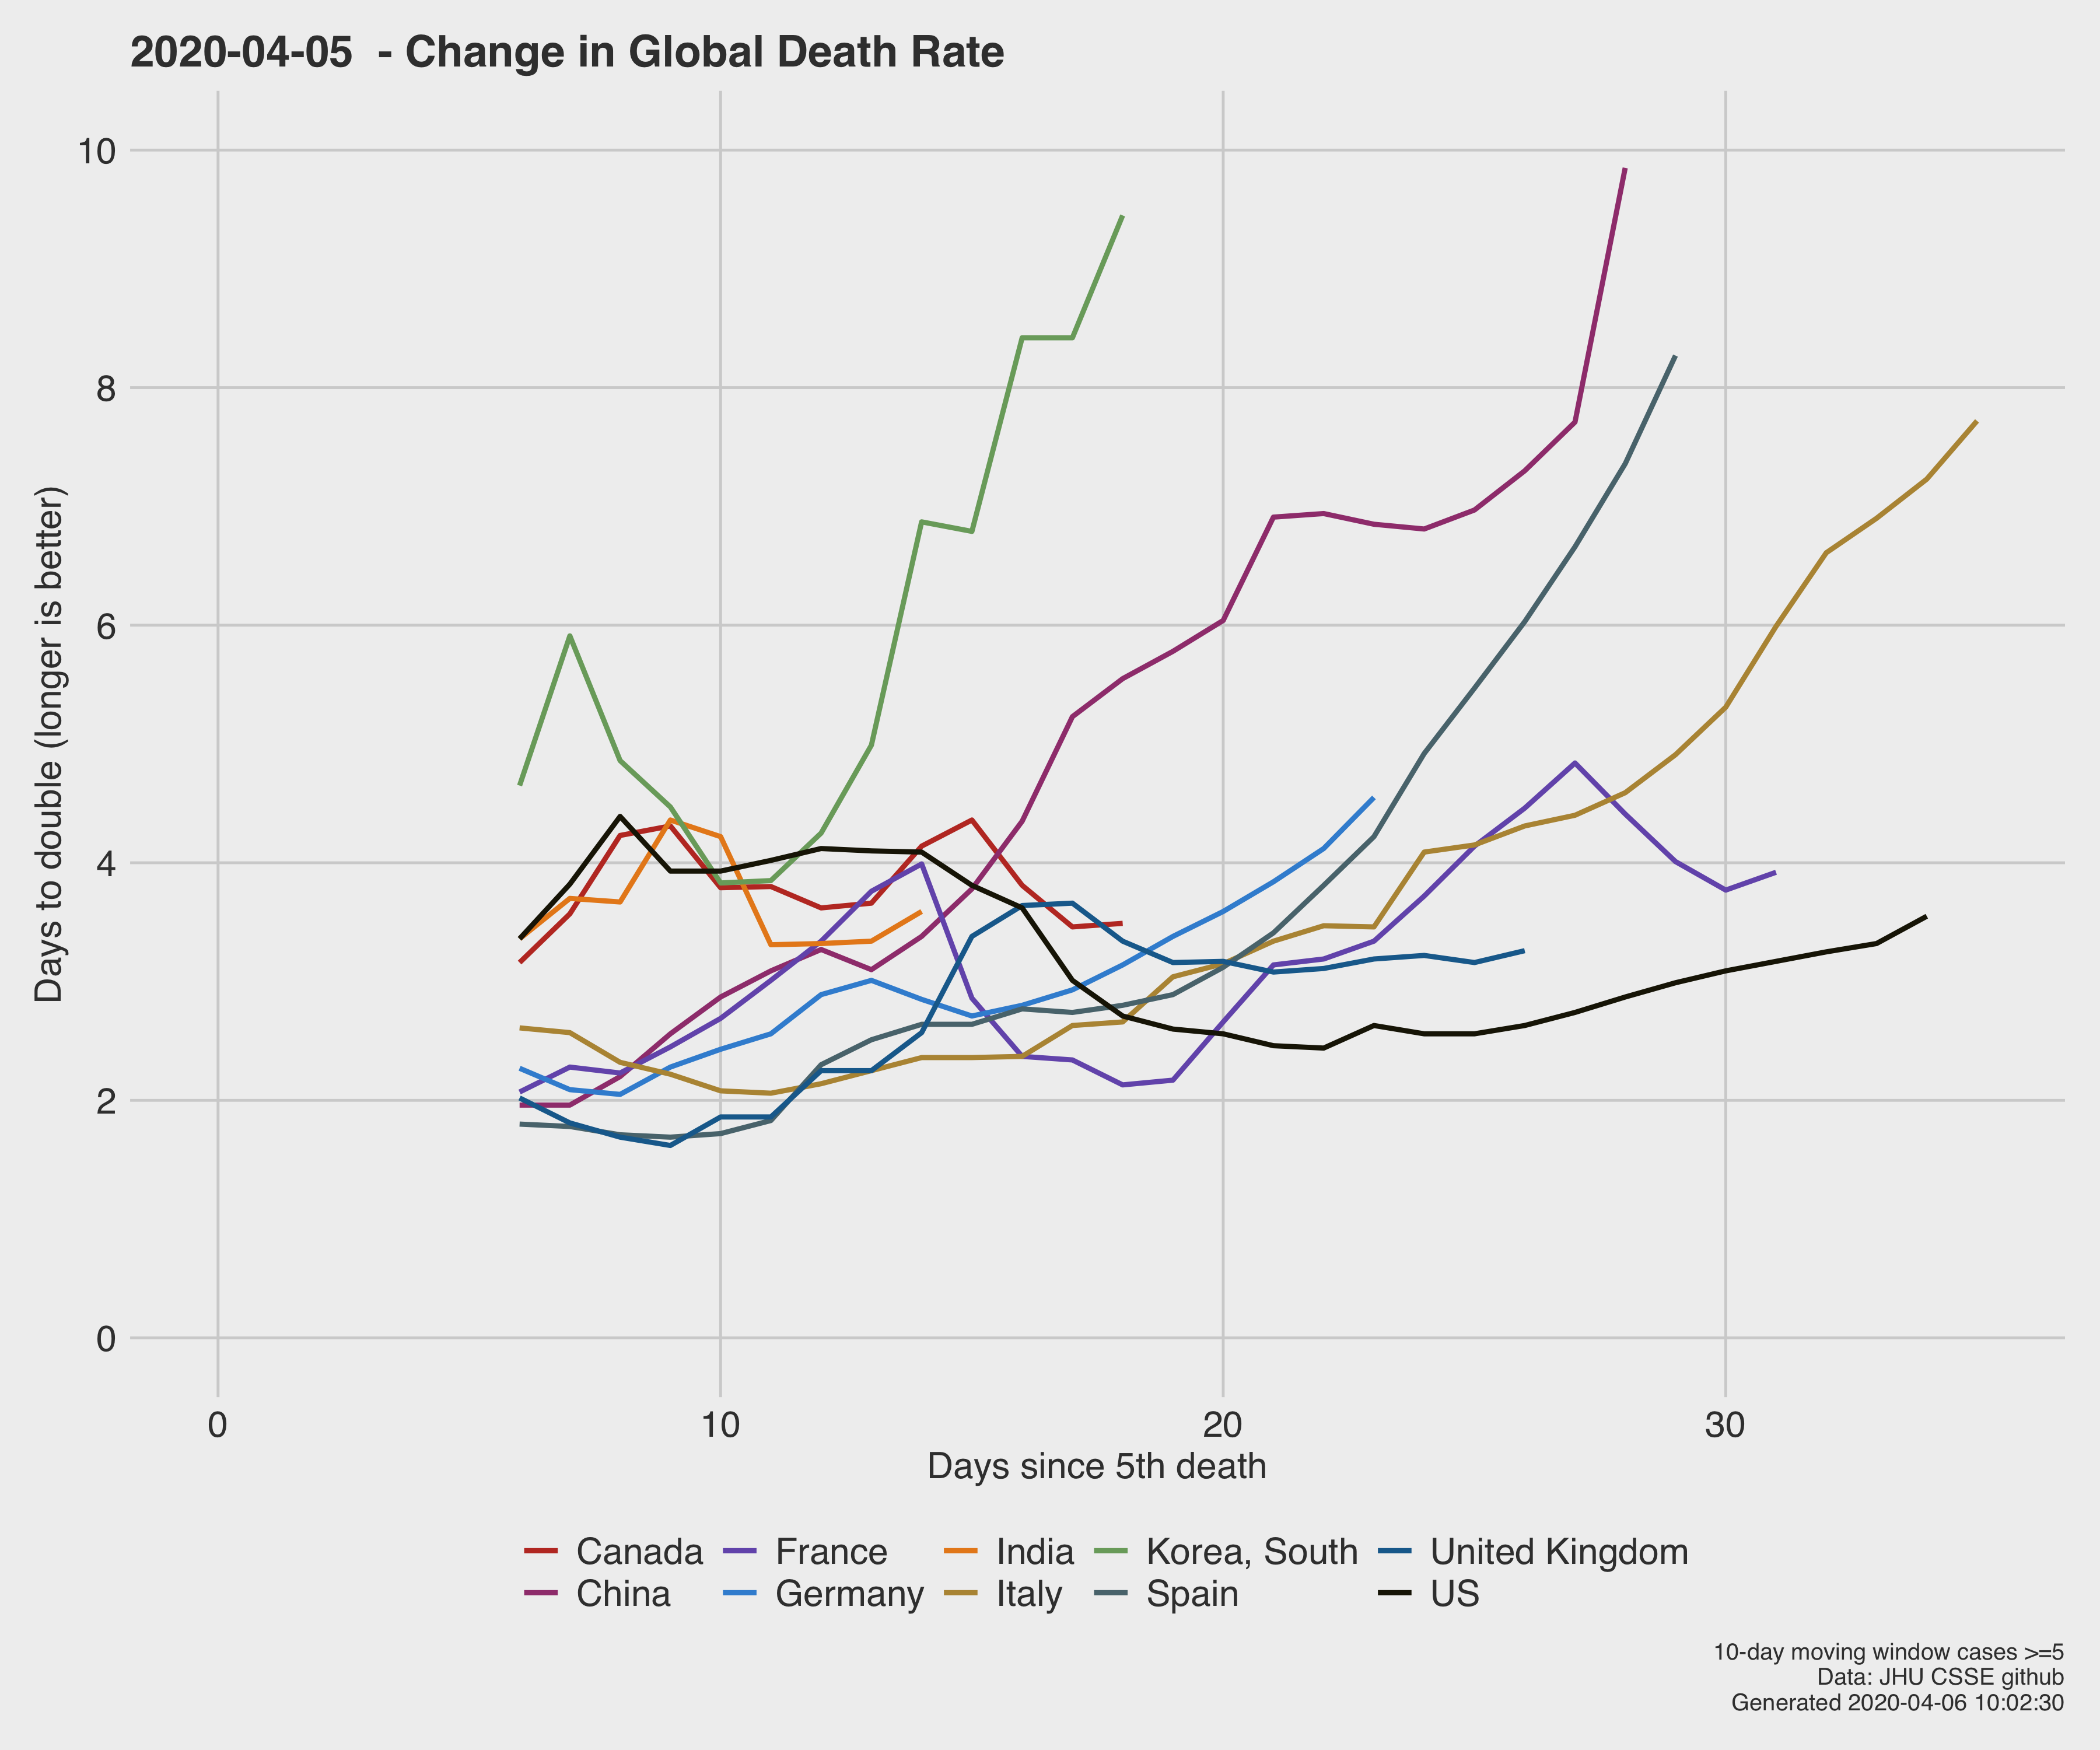 2020-04-05  - Change in Global Death Rate
Days to double (longer is better)
10
8
6
4
2
0
0 10 20 30
Days since 5th death
Canada France India Korea, South United Kingdom
China Germany Italy Spain US
10-day moving window cases >=5
Data: JHU CSSE github
Generated 2020-04-06 10:02:30